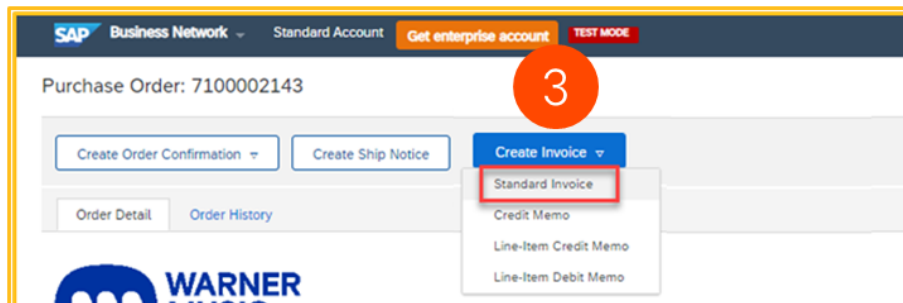 SAP Business Network Standard Account Get enterprise account TEST MODE
Purchase Order: 7100002143
3
Create Order Confirmation Create Ship Notice Create Invoice
Standard Invoice
Order Detail Order History
Credit Memo
Line-Item Credit Memo
Line-Item Debit Memo
WARNER
MUSIC